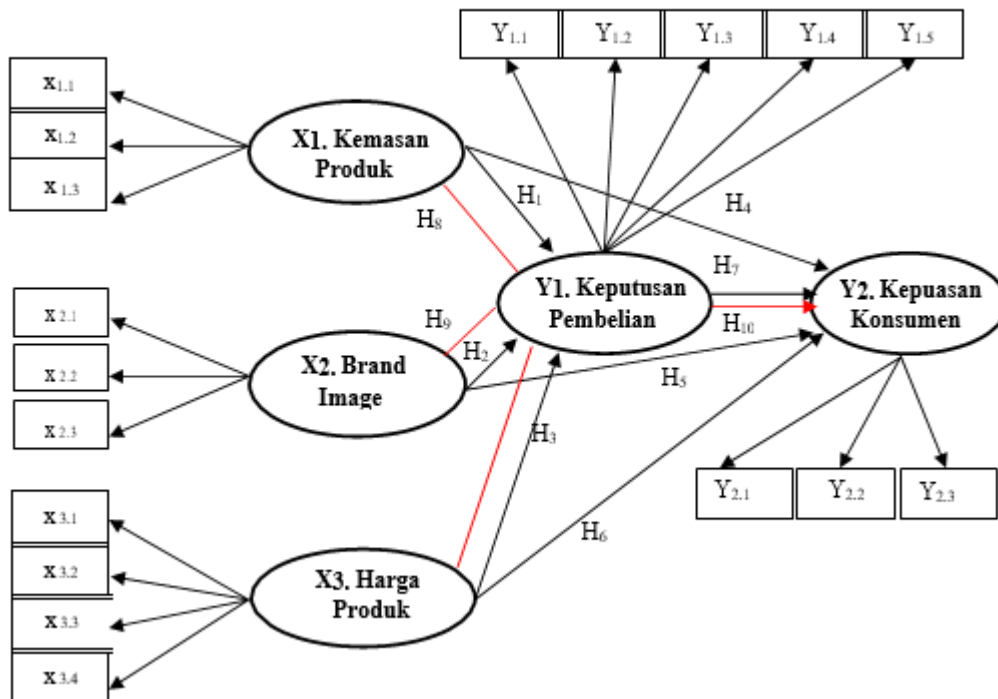 Y1.1 Y1.2 Y1.3 Y1.4 Y1.5
x1.1
x1.2
x1.3
X1. Kemasan
Produk
H1
H4
H8
Y1. Keputusan
Pembelian
H7
H10
Y2. Kepuasan
Konsumen
x2.1
x2.2
x2.3
X2. Brand
Image
H9
H2
H5
H3
Y2.1 Y2.2 Y2.3
x3.1
x3.2
x3.3
x3.4
X3. Harga
Produk
H6